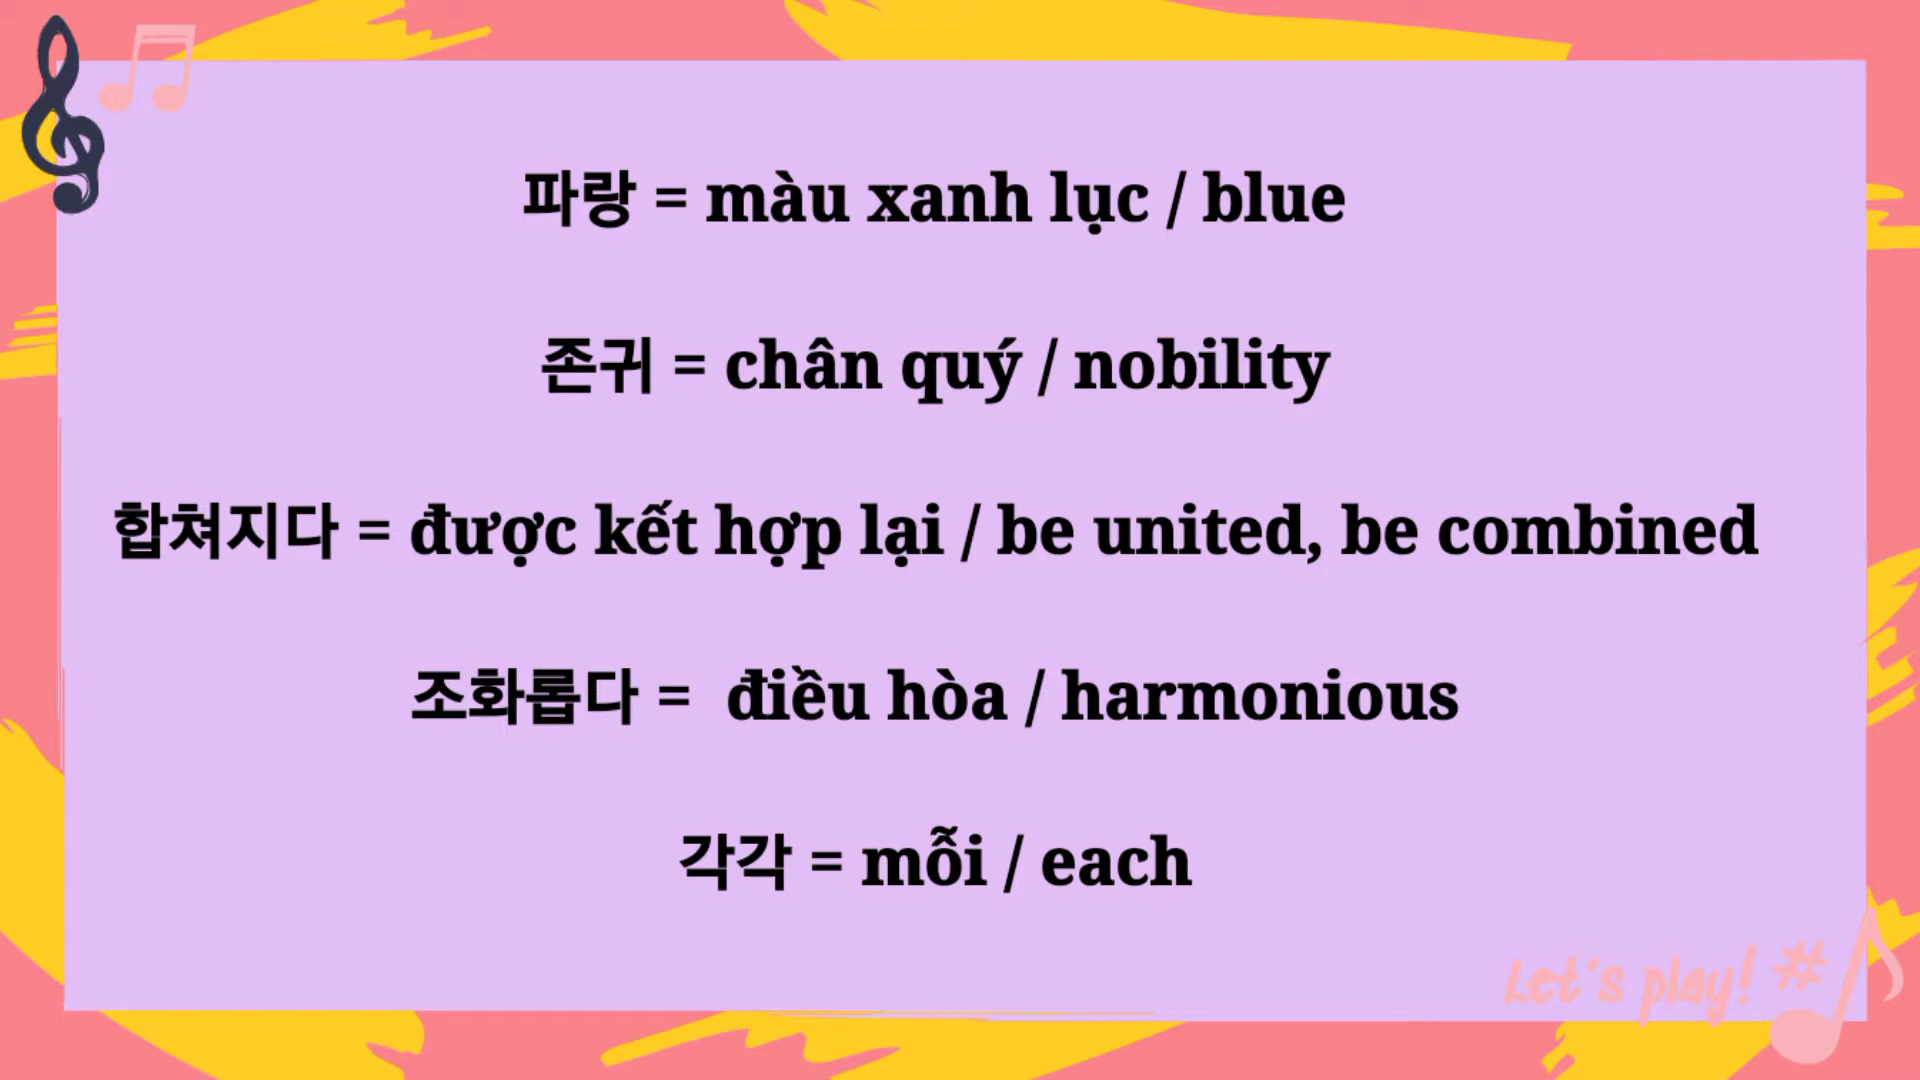 파랑 = màu xanh lục / blue
존귀 = chân quý / nobility
합쳐지다 = được kết hợp lại / be united, be combined
조화롭다 = điều hòa / harmonious
각각 = mỗi / each
Let's play! #